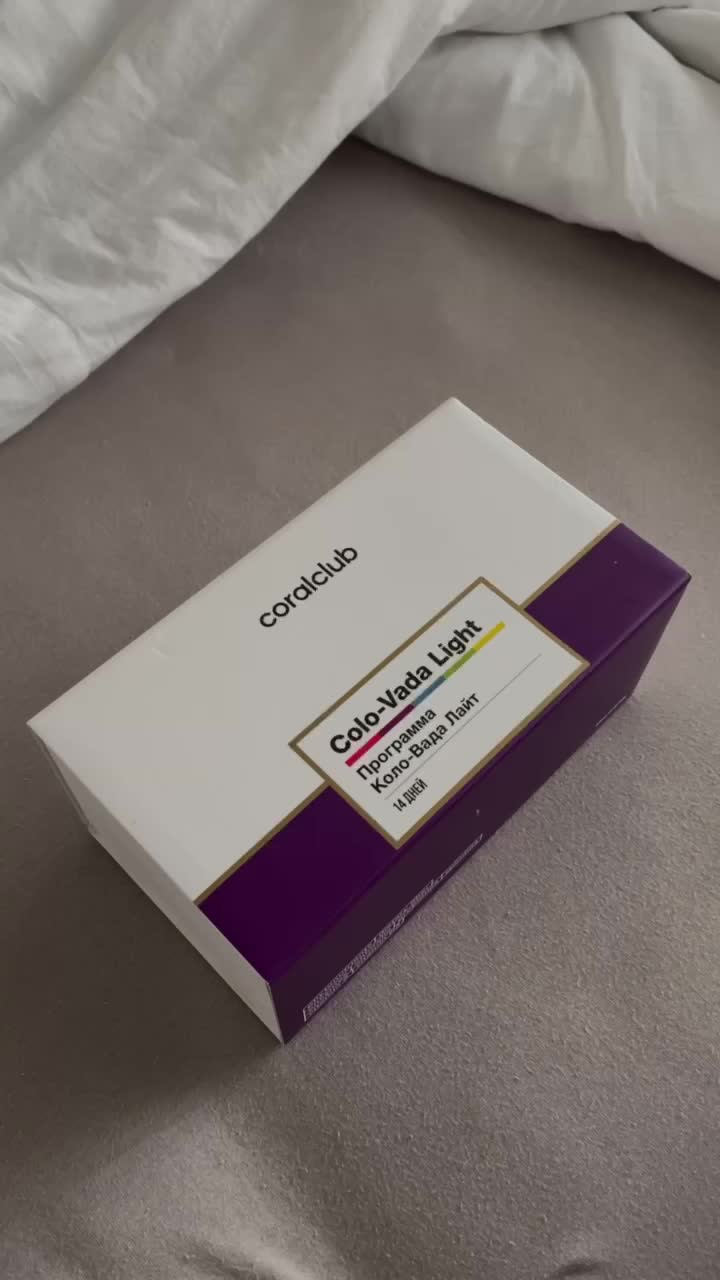 coralclub
Colo-Vada Light
Программа
Коло-Вада Лайт
14 ДНЕЙ